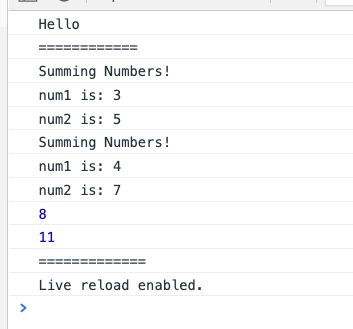 Hello
============
Summing Numbers!
num1 is: 3
num2 is: 5
Summing Numbers!
num1 is: 4
num2 is: 7
8
11
=============
Live reload enabled.
>